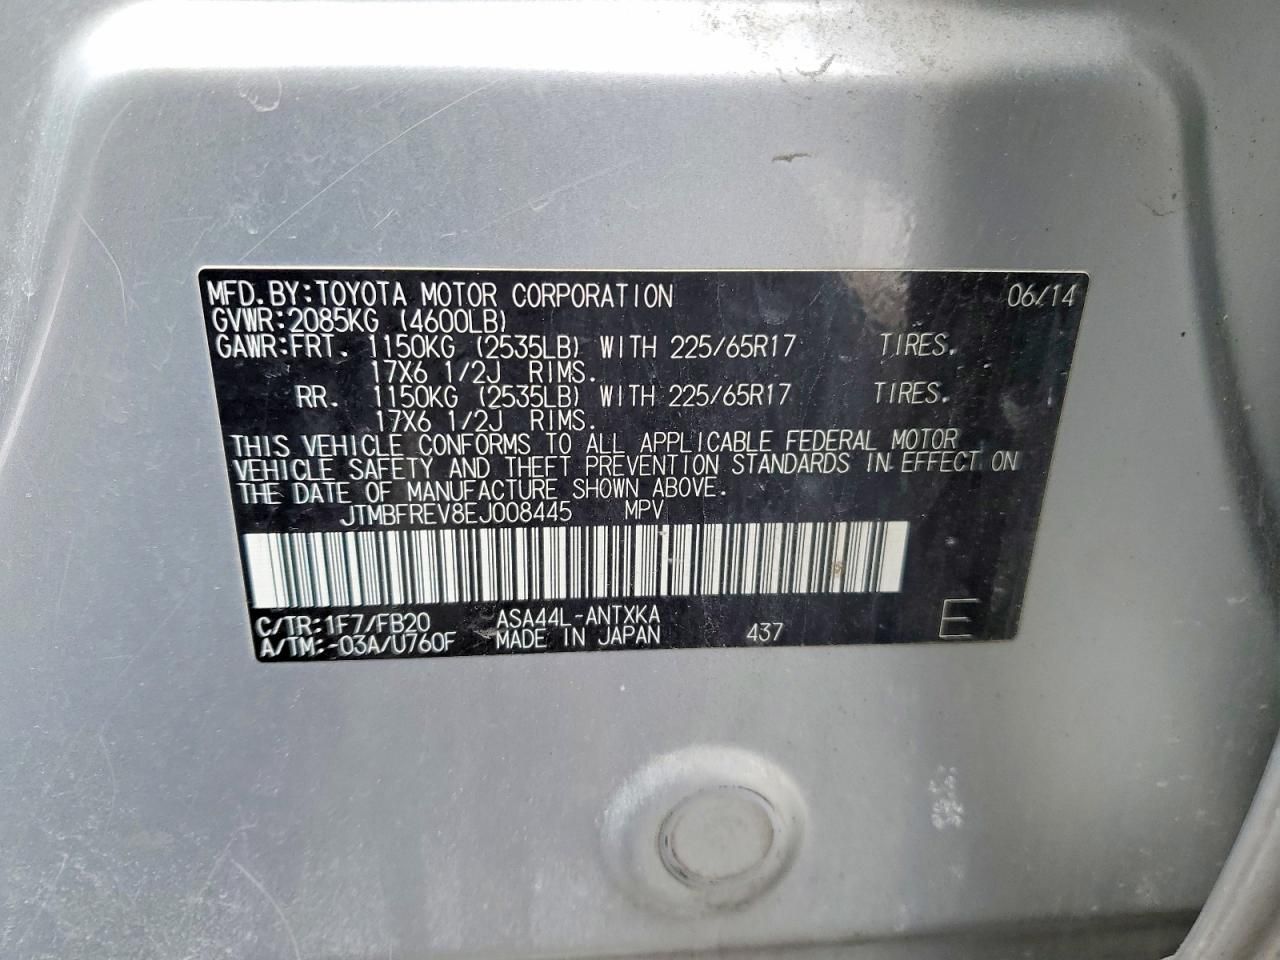 MFD.BY:TOYOTA MOTOR CORPORATION 06/14
GVWR:2085KG (4600LB)
GAWR:FRT. 1150KG (2535LB) WITH 225/65R17 TIRES.
17X6 1/2J RIMS.
RR. 1150KG (2535LB) WITH 225/65R17 TIRES.
17X6 1/2J RIMS.
THIS VEHICLE CONFORMS TO ALL APPLICABLE FEDERAL MOTOR
VEHICLE SAFETY AND THEFT PREVENTION STANDARDS IN EFFECT ON
THE DATE OF MANUFACTURE SHOWN ABOVE.
JTMBFREV8EJ008445 MPV
C/TR:1F7/FB20 ASA44L-ANTXKA
A/TM:-03A/U760F MADE IN JAPAN 437 E